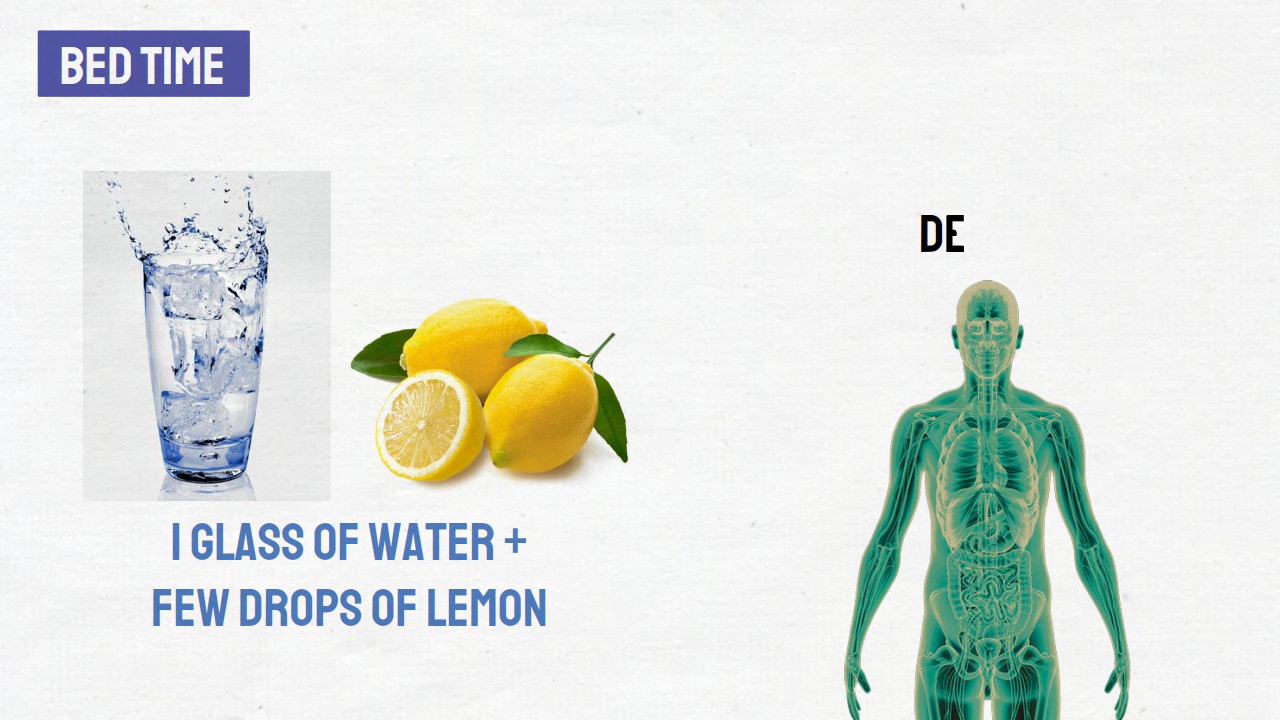 BED TIME
DE
1 GLASS OF WATER +
FEW DROPS OF LEMON